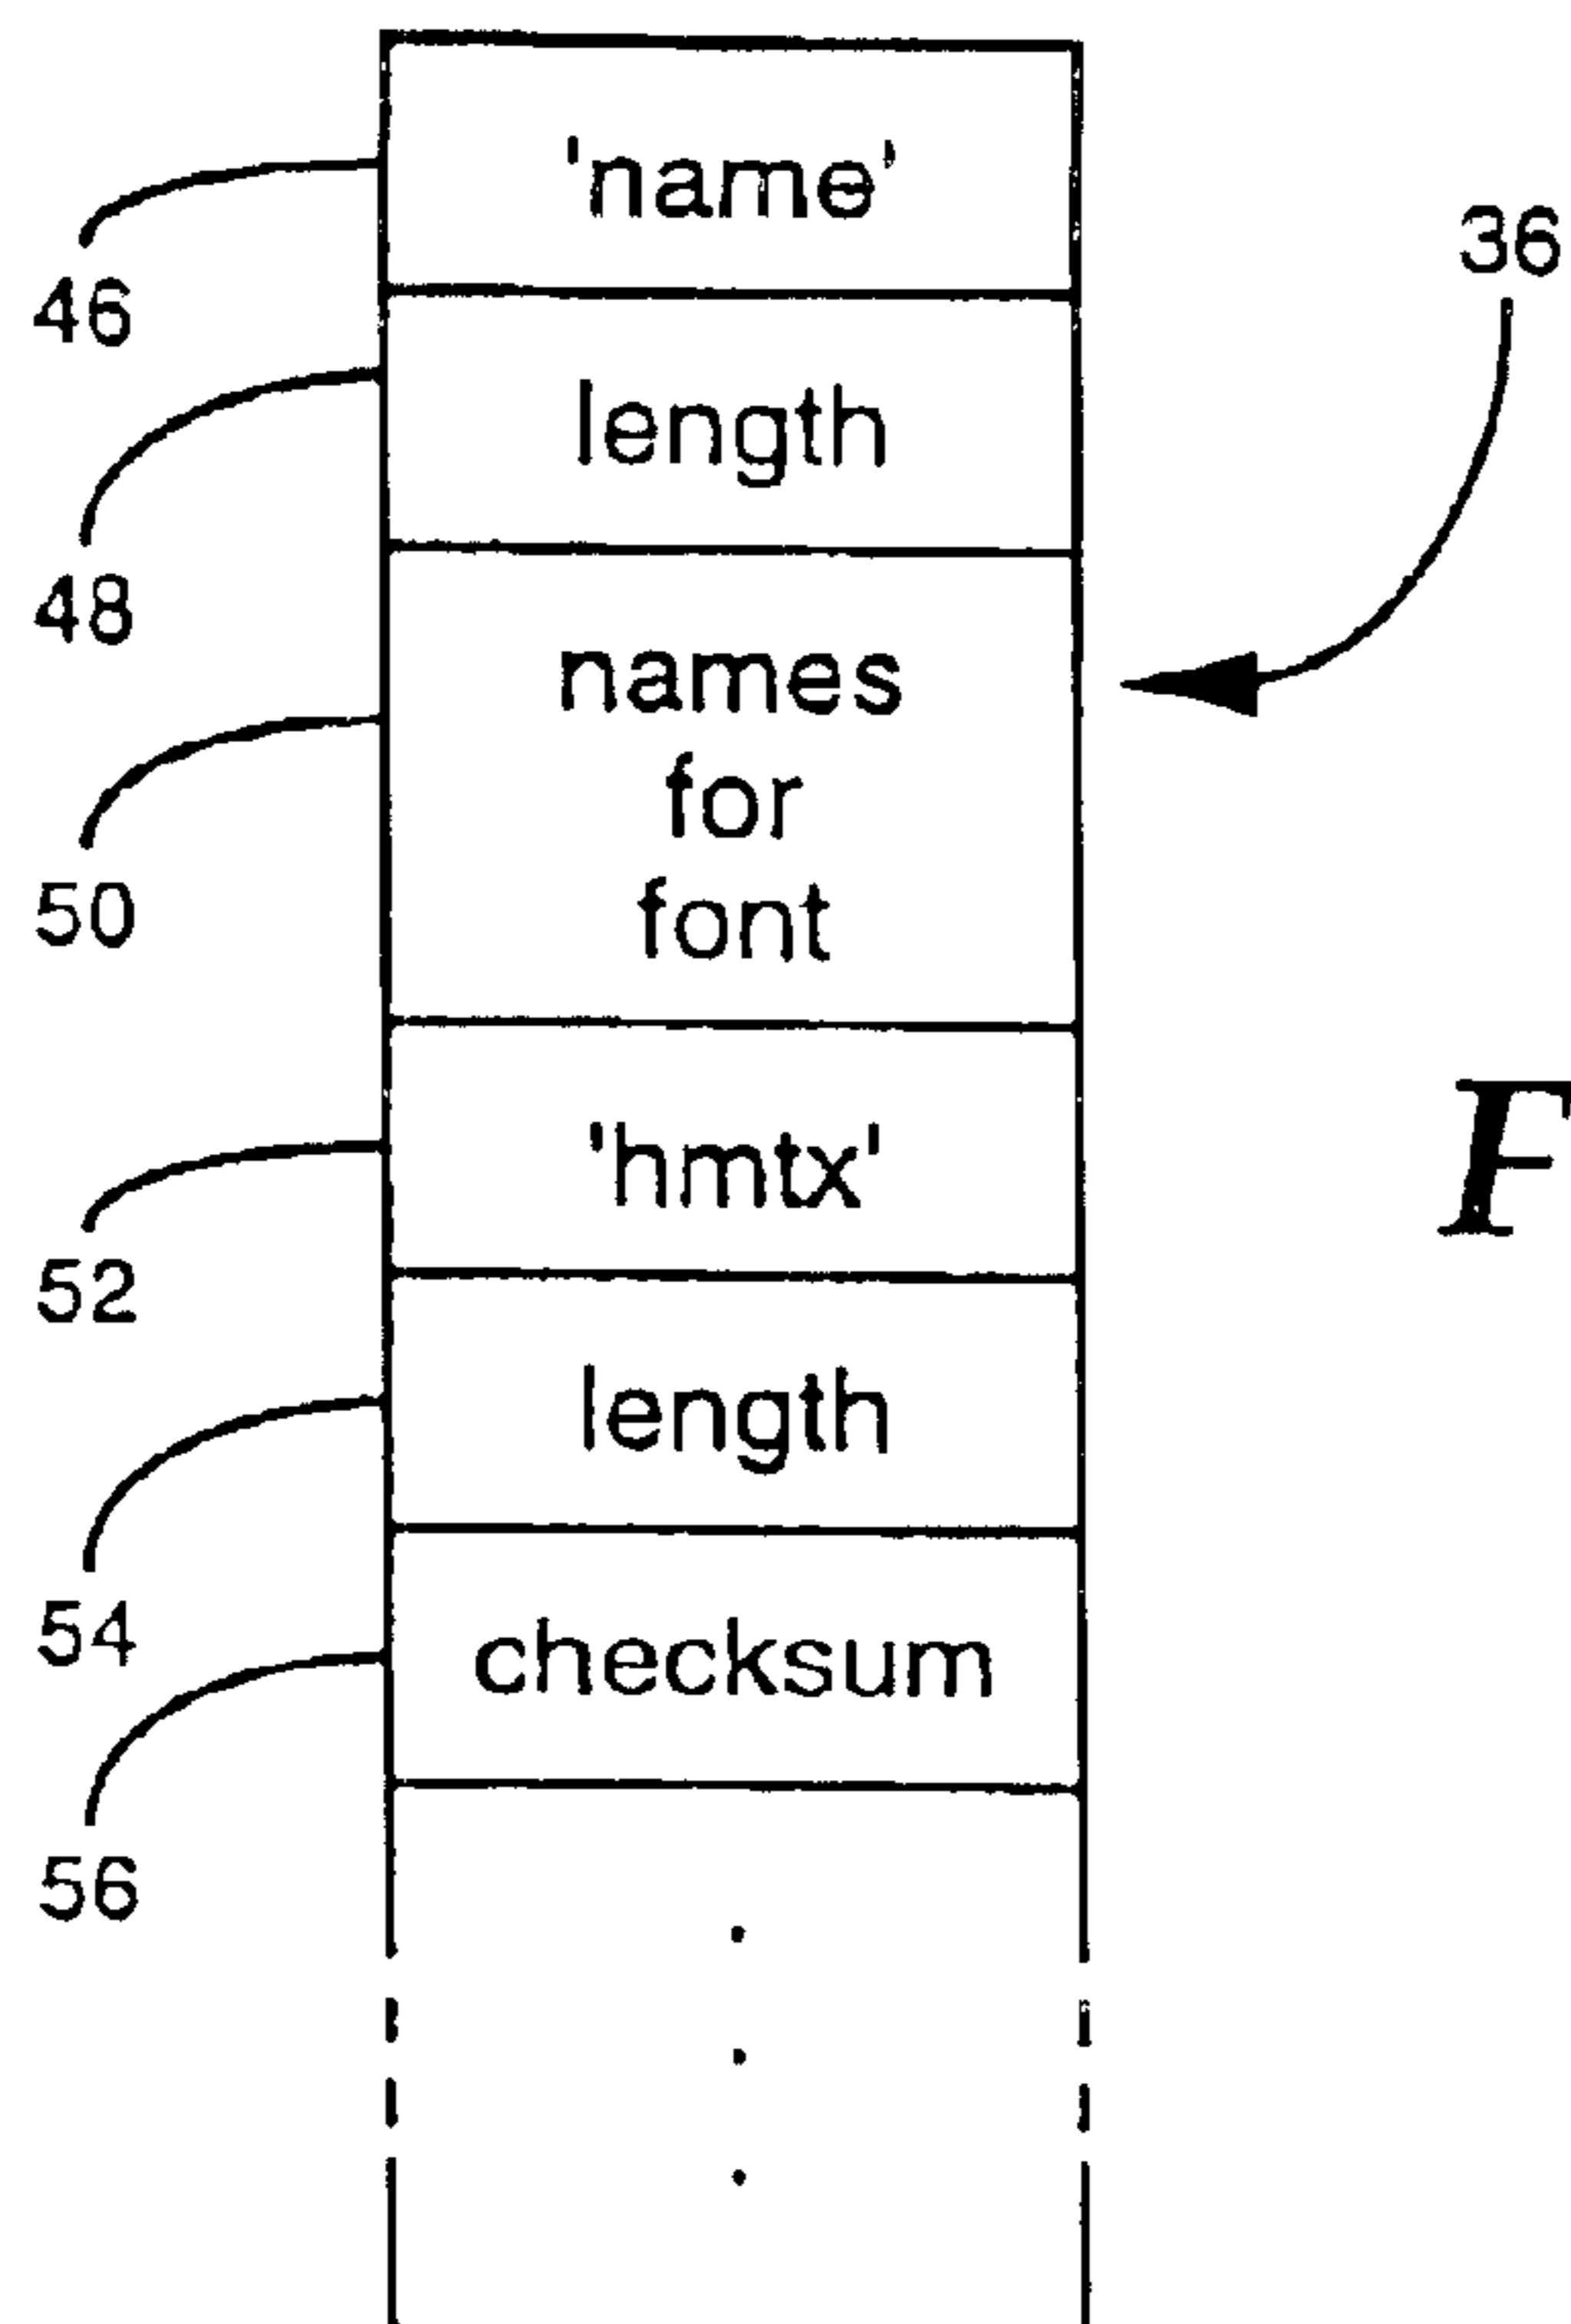 'name'
36
46
length
48
names
for
font
50
F
'hmtx'
52
length
54
checksum
56